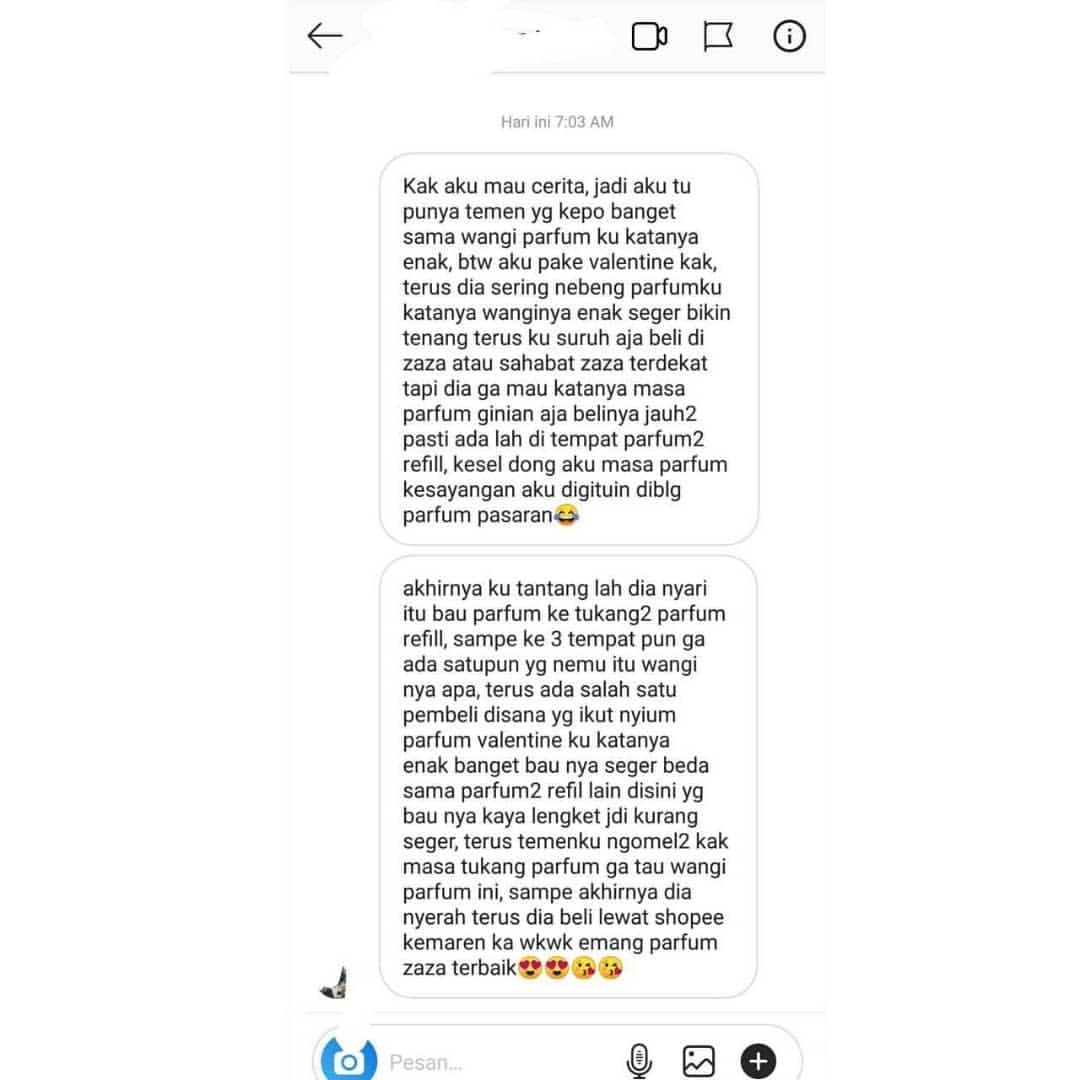 Hari ini 7:03 AM
Kak aku mau cerita, jadi aku tu
punya temen yg kepo banget
sama wangi parfum ku katanya
enak, btw aku pake valentine kak,
terus dia sering nebeng parfumku
katanya wanginya enak seger bikin
tenang terus ku suruh aja beli di
zaza atau sahabat zaza terdekat
tapi dia ga mau katanya masa
parfum ginian aja belinya jauh2
pasti ada lah di tempat parfum2
refill, kesel dong aku masa parfum
kesayangan aku digituin diblg
parfum pasaran😂
akhirnya ku tantang lah dia nyari
itu bau parfum ke tukang2 parfum
refill, sampe ke 3 tempat pun ga
ada satupun yg nemu itu wangi
nya apa, terus ada salah satu
pembeli disana yg ikut nyium
parfum valentine ku katanya
enak banget bau nya seger beda
sama parfum2 refil lain disini yg
bau nya kaya lengket jdi kurang
seger, terus temenku ngomel2 kak
masa tukang parfum ga tau wangi
parfum ini, sampe akhirnya dia
nyerah terus dia beli lewat shopee
kemaren ka wkwk emang parfum
zaza terbaik😍😍😘😘
Pesan...